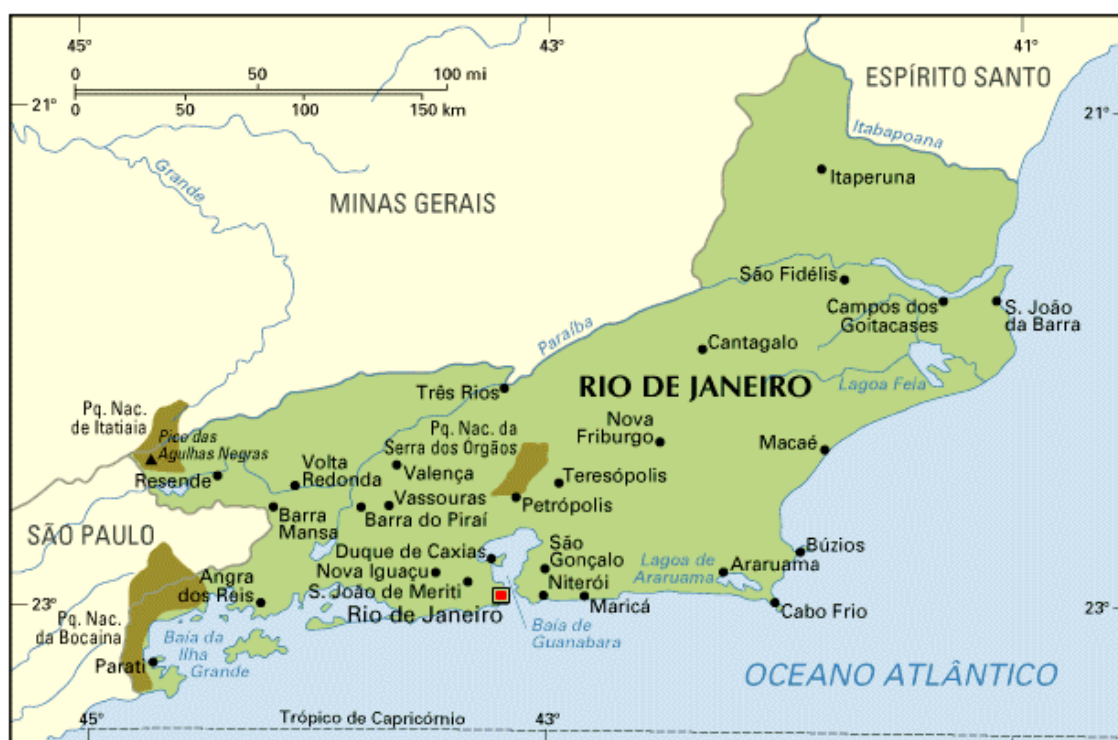 45°
43°
41°
0 50 100 mi
0 50 100 150 km
21°
21°
ESPÍRITO SANTO
Itabapoana
Grande
MINAS GERAIS
Itaperuna
São Fidélis
Campos dos
Goitacases
S. João
da Barra
Paraíba
Cantagalo
Lagoa Feia
Três Rios
RIO DE JANEIRO
Pq. Nac.
de Itatiaia
Pico das
Agulhas Negras
Resende
Volta
Redonda
Valença
Pq. Nac. da
Serra dos Órgãos
Nova
Friburgo
Macaé
Teresópolis
Vassouras
Petrópolis
SÃO PAULO
Barra
Mansa
Barra do Piraí
Duque de Caxias
São
Gonçalo
Lagoa de
Araruama
Araruama
Búzios
Angra
dos Reis
Nova Iguaçu
S. João de Meriti
Niterói
Rio de Janeiro
Maricá
Cabo Frio
23°
23°
Pq. Nac.
da Bocaina
Baía da
Ilha
Grande
Baía de
Guanabara
Parati
OCEANO ATLÂNTICO
Trópico de Capricórnio
45°
43°
41°